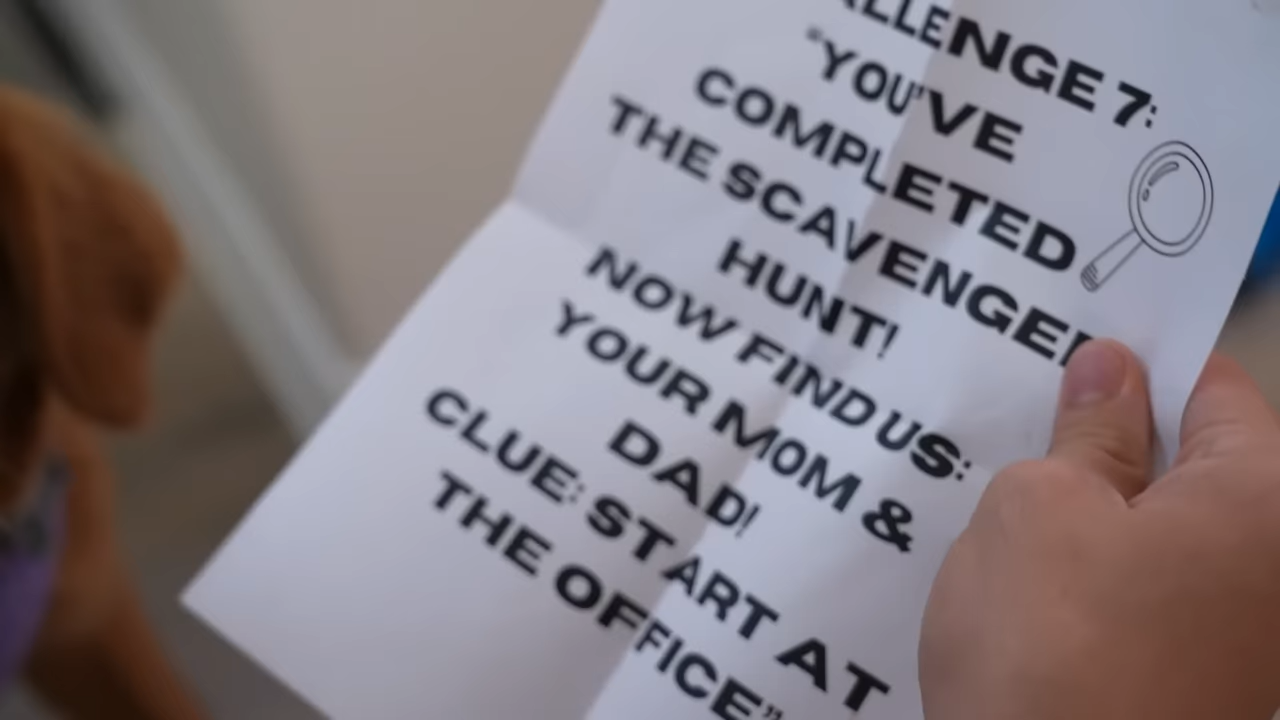 ALLENGE 7:
"YOU'VE
COMPLETED
THE SCAVENGER
HUNT!
NOW FIND US:
YOUR MOM &
DAD!
CLUE: START AT
THE OFFICE"